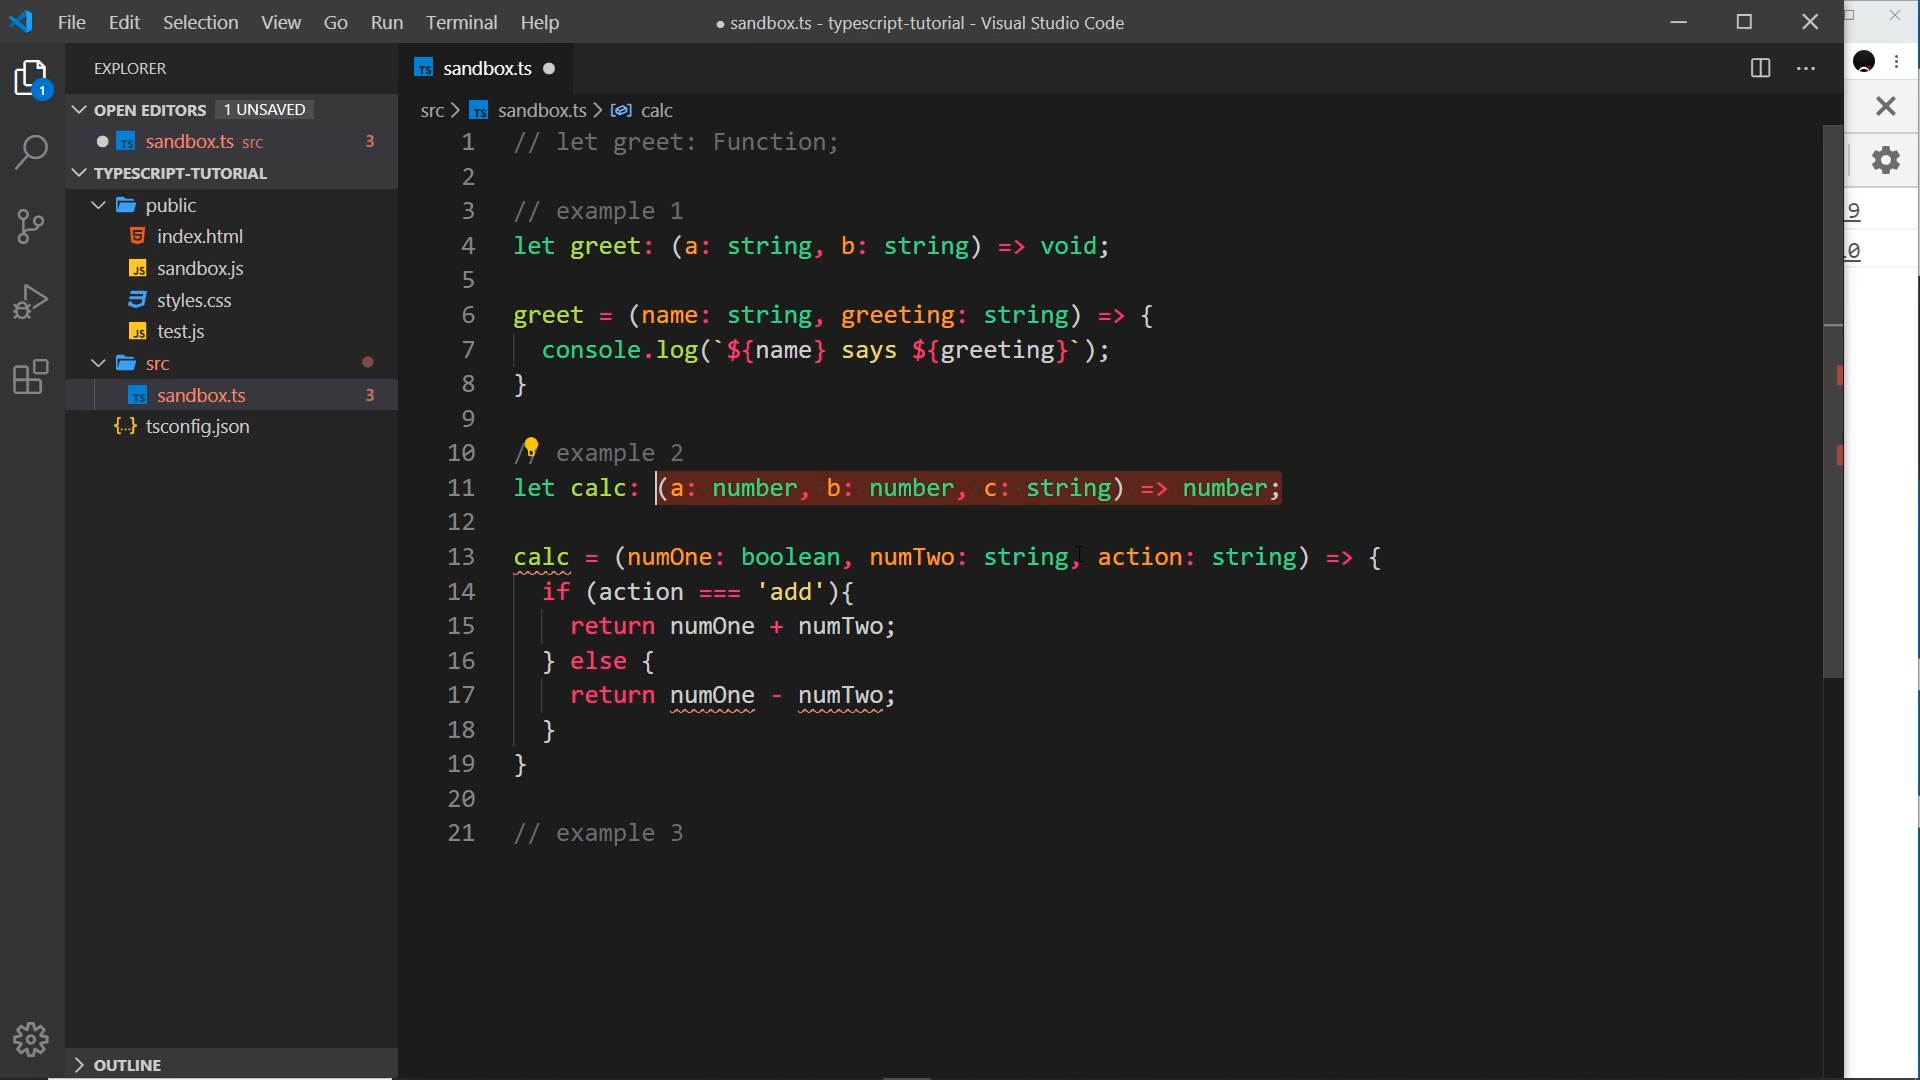 File Edit Selection View Go Run Terminal Help
● sandbox.ts - typescript-tutorial - Visual Studio Code
EXPLORER
OPEN EDITORS 1 UNSAVED
sandbox.ts src 3
TYPESCRIPT-TUTORIAL
public
index.html
sandbox.js
styles.css
test.js
src
sandbox.ts 3
tsconfig.json
OUTLINE
1
TS sandbox.ts
src > TS sandbox.ts > calc
1 // let greet: Function;
2
3 // example 1
4 let greet: (a: string, b: string) => void;
5
6 greet = (name: string, greeting: string) => {
7 console.log(`${name} says ${greeting}`);
8 }
9
10 // example 2
11 let calc: (a: number, b: number, c: string) => number;
12
13 calc = (numOne: boolean, numTwo: string, action: string) => {
14 if (action === 'add'){
15 return numOne + numTwo;
16 } else {
17 return numOne - numTwo;
18 }
19 }
20
21 // example 3
9
.0